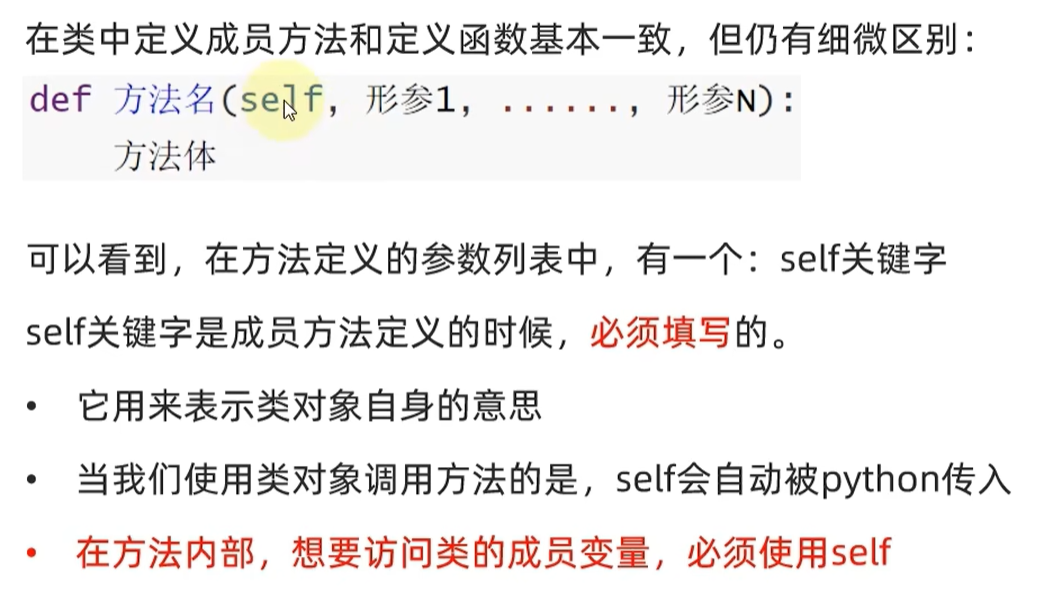 在类中定义成员方法和定义函数基本一致，但仍有细微区别：
def 方法名(self, 形参1, ......, 形参N):
方法体
可以看到，在方法定义的参数列表中，有一个：self关键字
self关键字是成员方法定义的时候，必须填写的。
• 它用来表示类对象自身的意思
• 当我们使用类对象调用方法的是，self会自动被python传入
• 在方法内部，想要访问类的成员变量，必须使用self